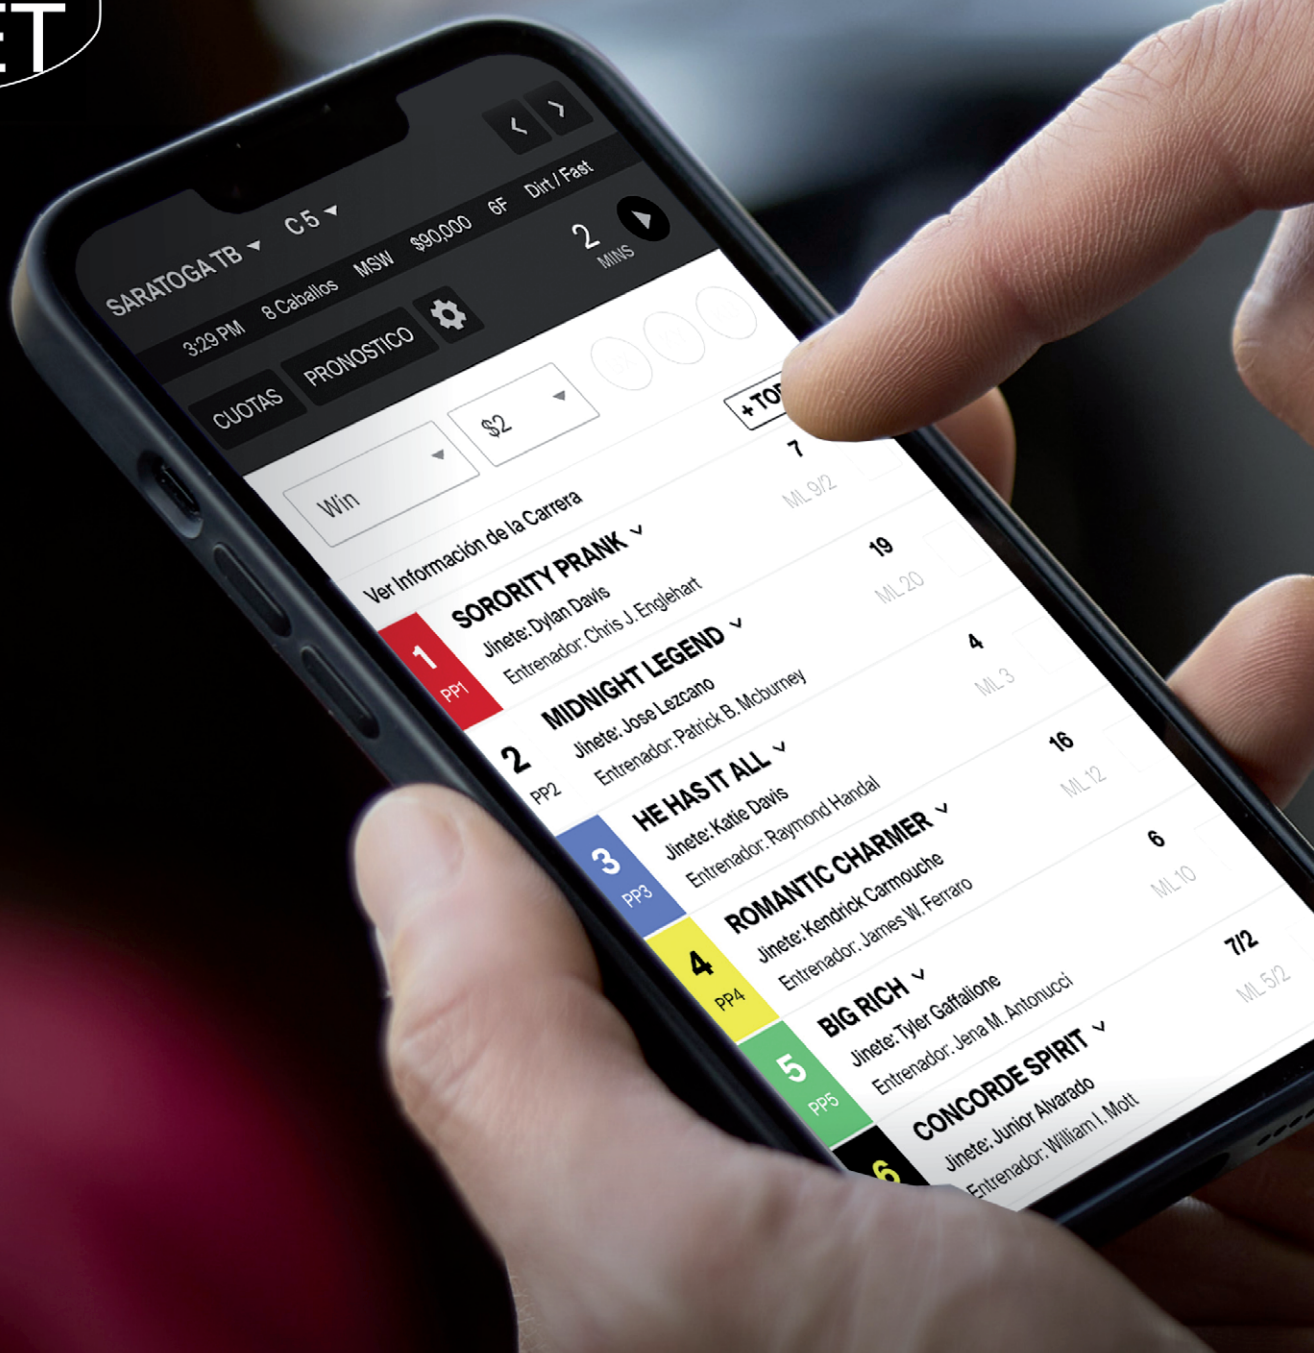 ET
SARATOGA TB C5
3:29 PM 8 Caballos MSW $90,000 6F Dirt / Fast
CUOTAS PRONOSTICO 2 MINS
Win $2
Ver Información de la Carrera
1 PP1 SORORITY PRANK 7
Jinete: Dylan Davis ML 9/2
Entrenador: Chris J. Englehart
2 PP2 MIDNIGHT LEGEND 19
Jinete: Jose Lezcano ML 20
Entrenador: Patrick B. Mcburney
3 PP3 HE HAS IT ALL 4
Jinete: Katie Davis ML 3
Entrenador: Raymond Handal
4 PP4 ROMANTIC CHARMER 16
Jinete: Kendrick Carmouche ML 12
Entrenador: James W. Ferraro
5 PP5 BIG RICH 6
Jinete: Tyler Gaffalione ML 10
Entrenador: Jena M. Antonucci
6 CONCORDE SPIRIT 7/2
Jinete: Junior Alvarado ML 5/2
Entrenador: William I. Mott